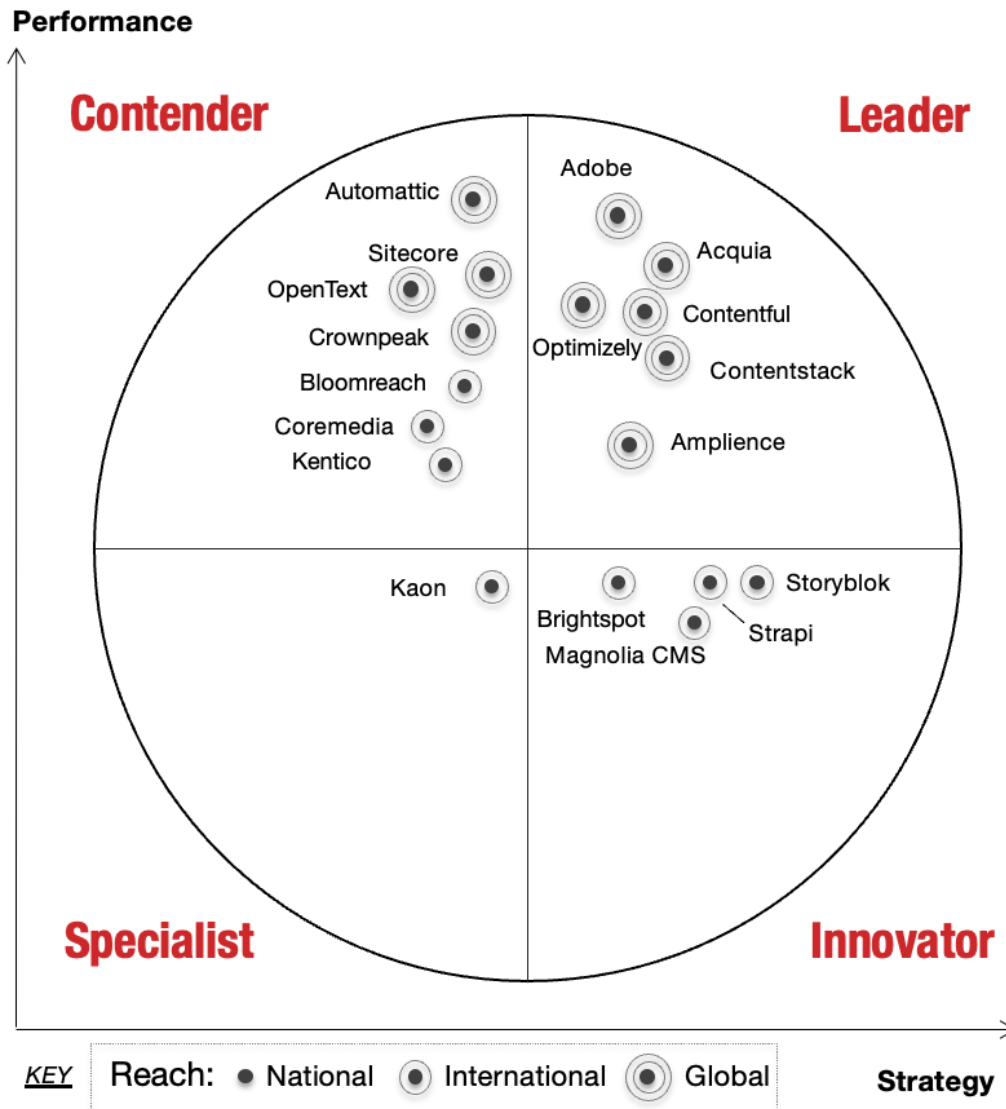 Performance
Contender
Leader
Adobe
Automattic
Acquia
Sitecore
OpenText
Contentful
Crownpeak
Optimizely
Contentstack
Bloomreach
Coremedia
Amplience
Kentico
Kaon
Storyblok
Brightspot
Strapi
Magnolia CMS
Specialist
Innovator
KEY
Reach: National International Global
Strategy